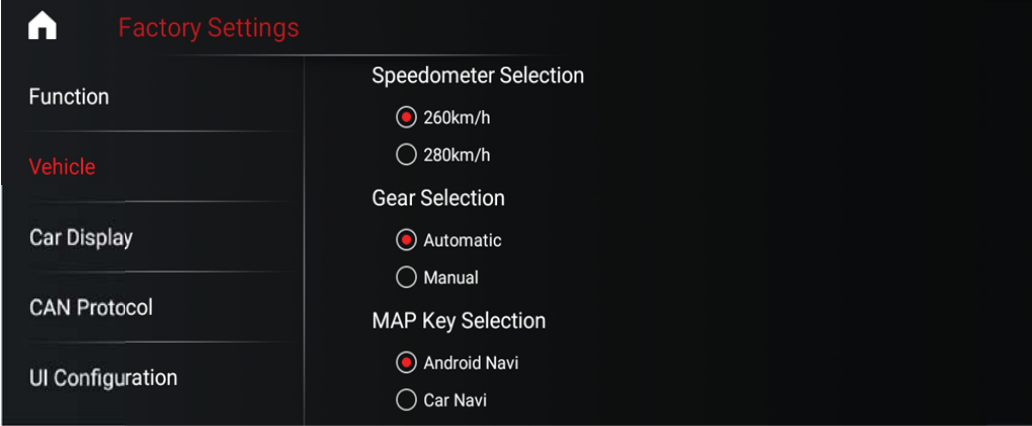 Factory Settings
Function
Vehicle
Car Display
CAN Protocol
UI Configuration
Speedometer Selection
260km/h
280km/h
Gear Selection
Automatic
Manual
MAP Key Selection
Android Navi
Car Navi